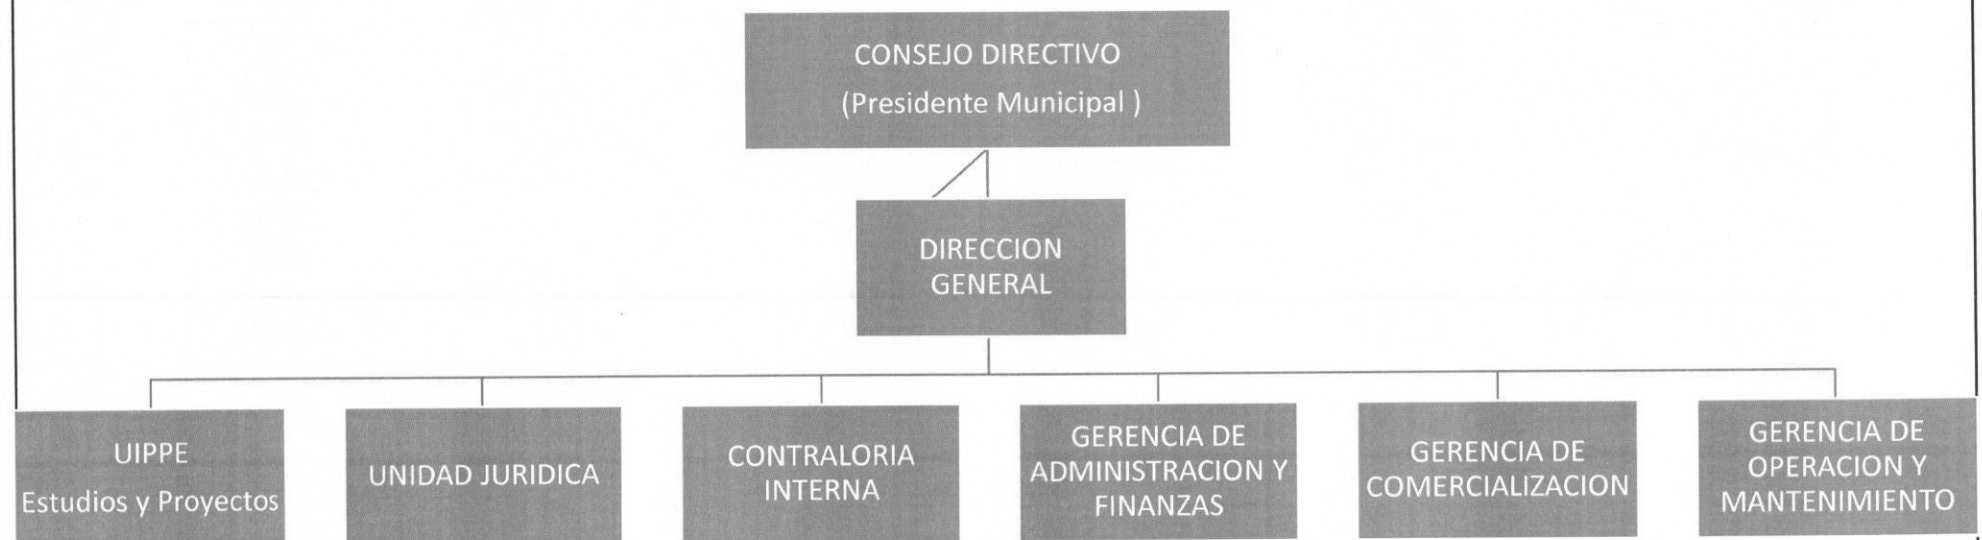 CONSEJO DIRECTIVO
(Presidente Municipal )
DIRECCION
GENERAL
UIPPE
Estudios y Proyectos
UNIDAD JURIDICA
CONTRALORIA
INTERNA
GERENCIA DE
ADMINISTRACION Y
FINANZAS
GERENCIA DE
COMERCIALIZACION
GERENCIA DE
OPERACION Y
MANTENIMIENTO